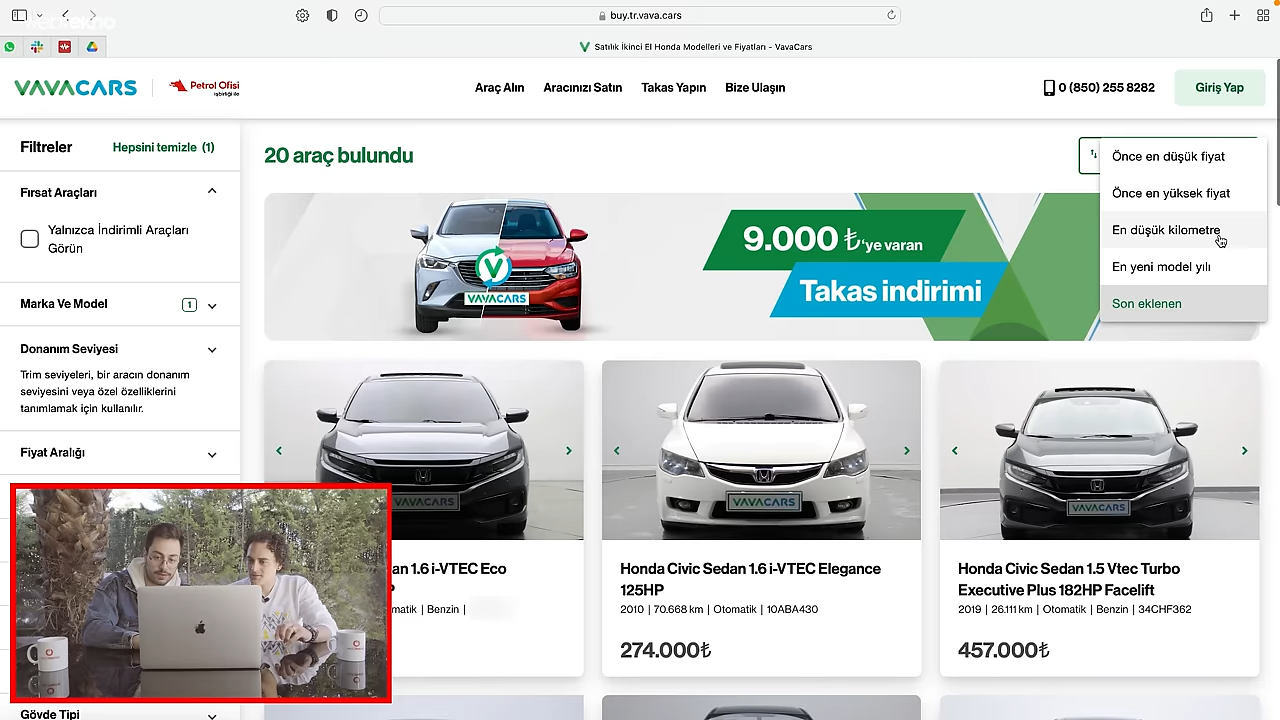 webtekno
buy.tr.vava.cars
Satılık İkinci El Honda Modelleri ve Fiyatları - VavaCars
VAVACARS
Petrol Ofisi
işbirliği ile
Araç Alın
Aracınızı Satın
Takas Yapın
Bize Ulaşın
0 (850) 255 8282
Giriş Yap
Filtreler
Hepsini temizle (1)
Fırsat Araçları
Yalnızca İndirimli Araçları
Görün
Marka Ve Model
1
Donanım Seviyesi
Trim seviyeleri, bir aracın donanım
seviyesini veya özel özelliklerini
tanımlamak için kullanılır.
Fiyat Aralığı
Gövde Tipi
20 araç bulundu
Önce en düşük fiyat
Önce en yüksek fiyat
En düşük kilometre
En yeni model yılı
Son eklenen
VAVACARS
9.000 ₺'ye varan
Takas indirimi
VAVACARS
an 1.6 i-VTEC Eco
P
matik | Benzin |
VAVACARS
Honda Civic Sedan 1.6 i-VTEC Elegance
125HP
2010 | 70.668 km | Otomatik | 10ABA430
274.000₺
VAVACARS
Honda Civic Sedan 1.5 Vtec Turbo
Executive Plus 182HP Facelift
2019 | 26.111 km | Otomatik | Benzin | 34CHF362
457.000₺